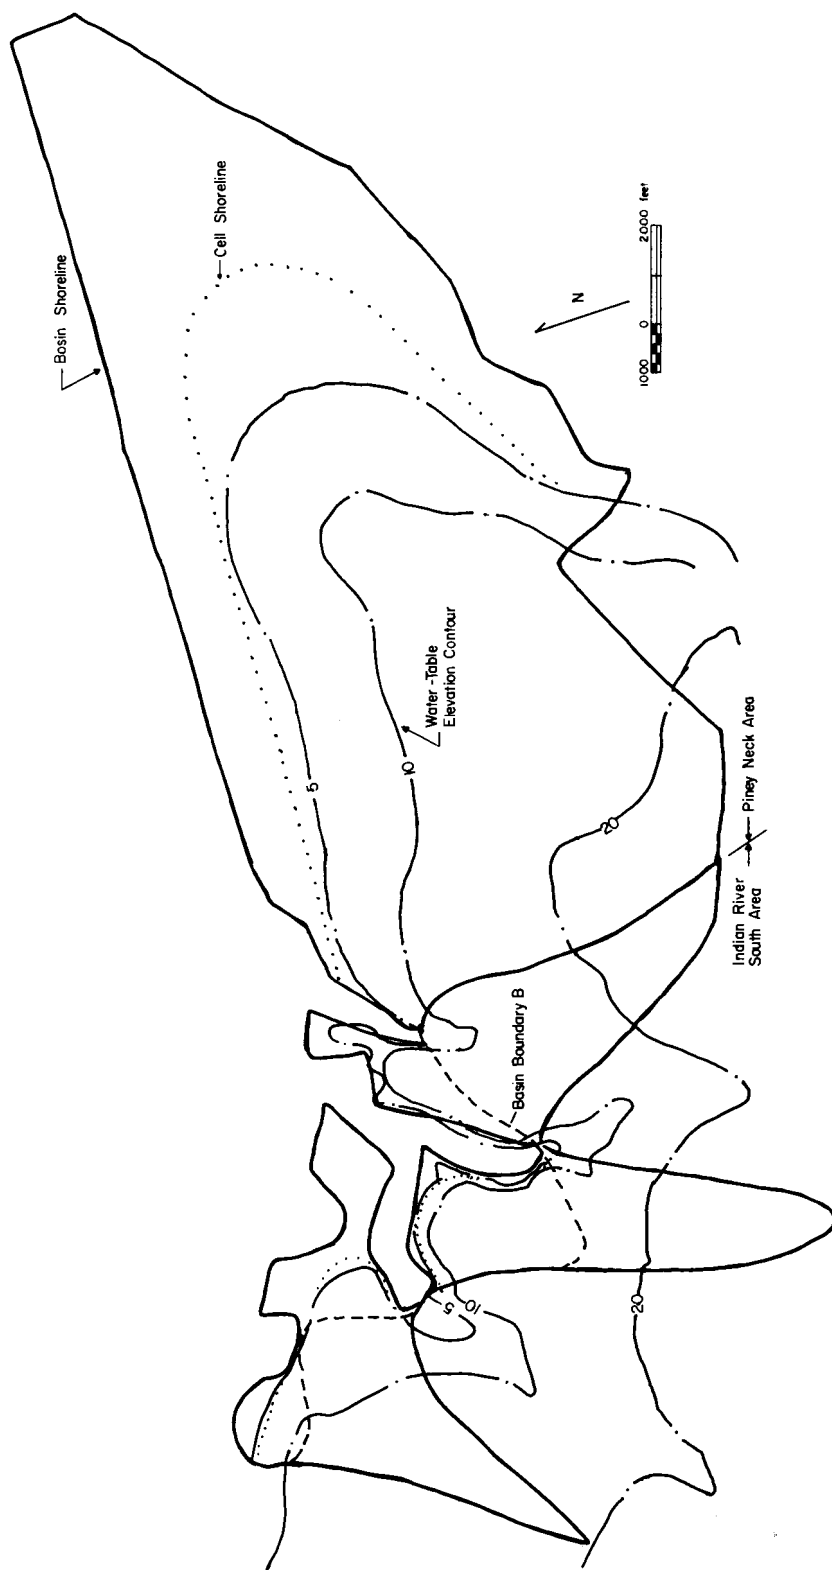 Basin Shoreline
Cell Shoreline
N
1000 0 2000 feet
Water-Table
Elevation Contour
5
10
20
Piney Neck Area
Indian River
South Area
Basin Boundary B
5
10
20